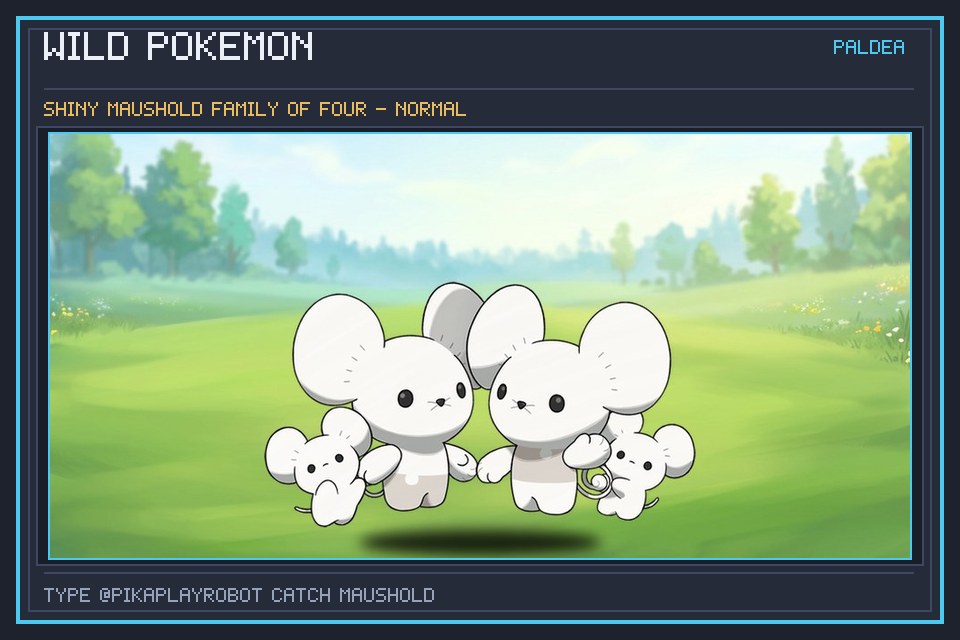 WILD POKEMON
PALDEA
SHINY MAUSHOLD FAMILY OF FOUR - NORMAL
TYPE @PIKAPLAYROBOT CATCH MAUSHOLD